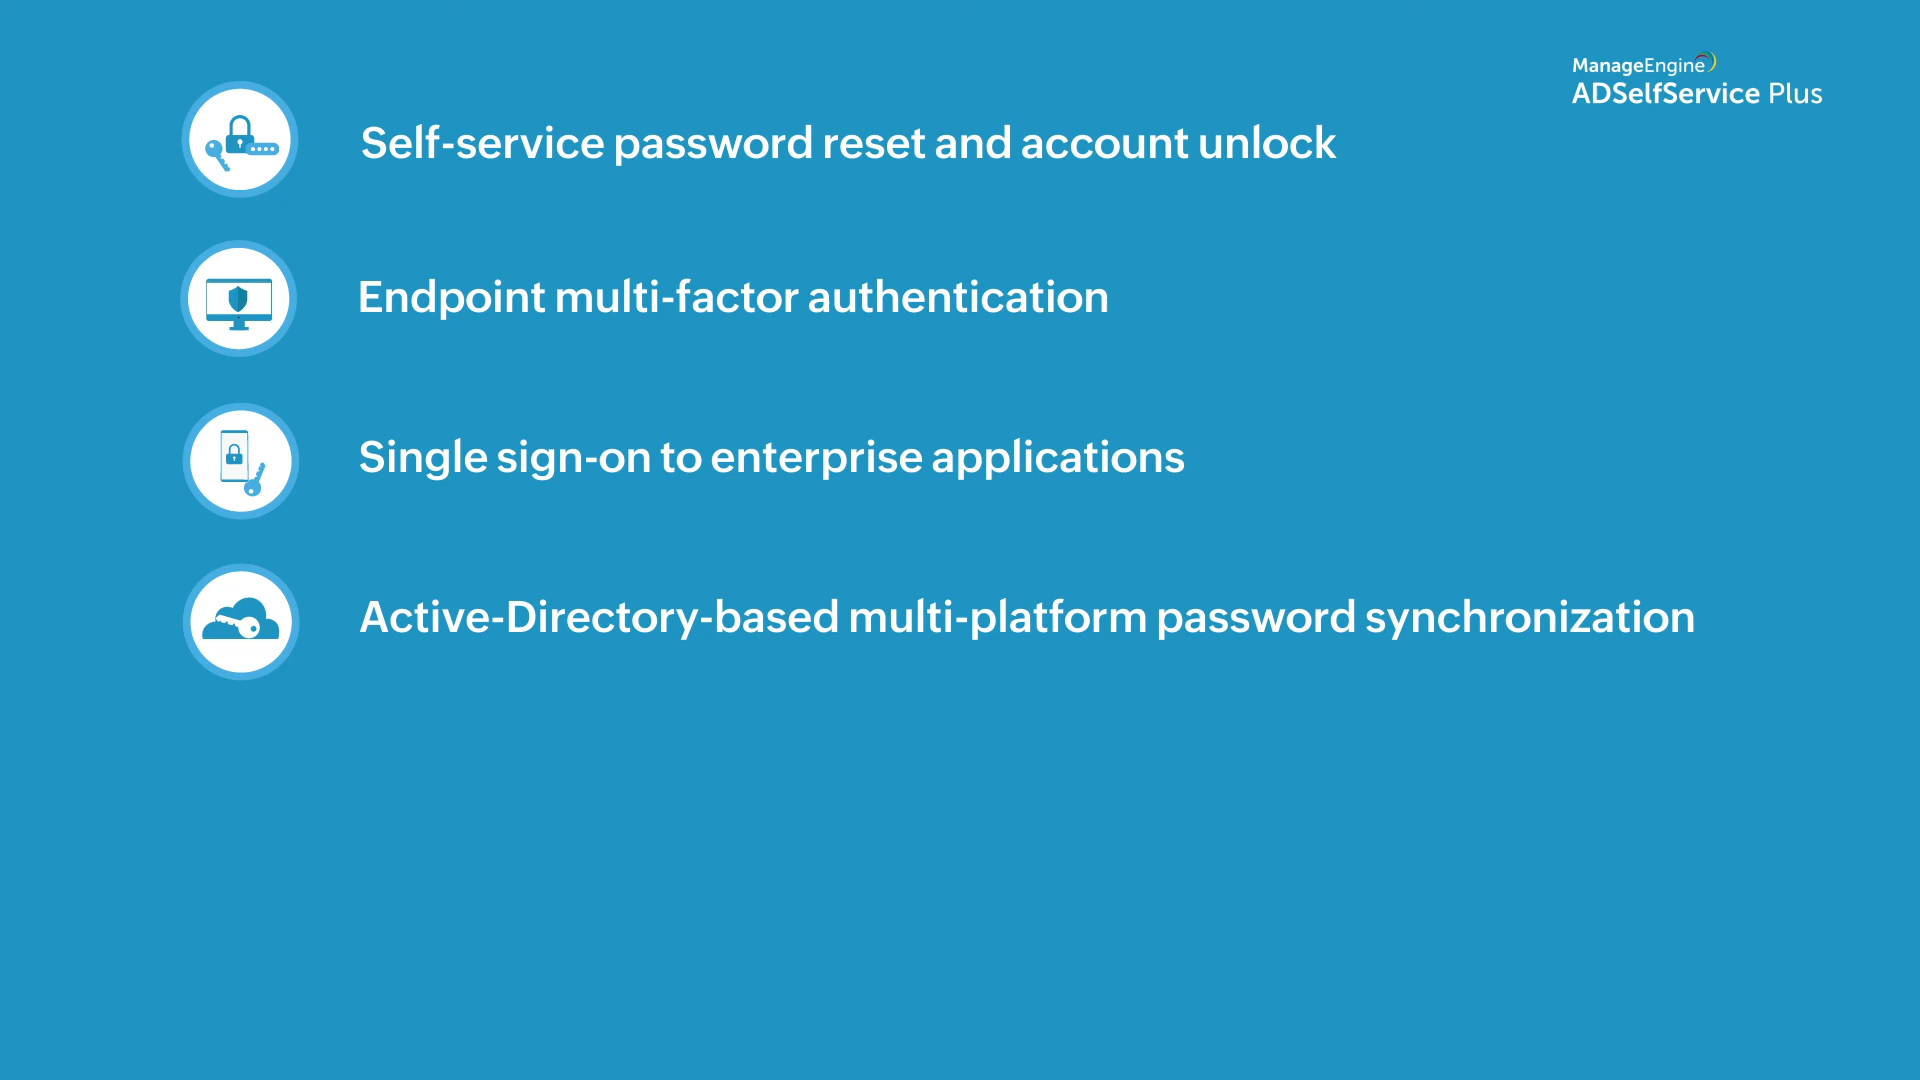 ManageEngine
ADSelfService Plus
Self-service password reset and account unlock
Endpoint multi-factor authentication
Single sign-on to enterprise applications
Active-Directory-based multi-platform password synchronization